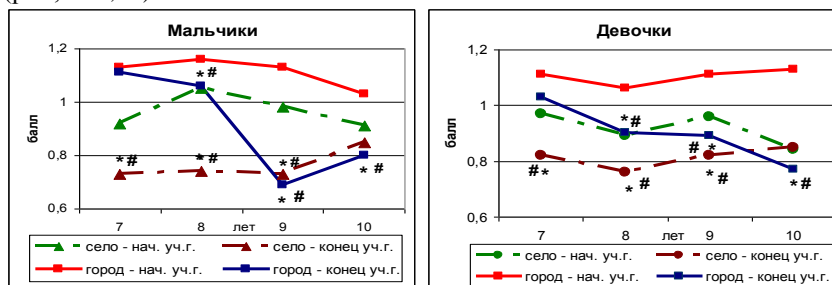 Мальчики
1,2
1
0,8
0,6
балл
*#
*#
*#
*#
* #
* #
7 8 лет 9 10
село - нач. уч.г. село - конец уч.г.
город - нач. уч.г. город - конец уч.г.
Девочки
1,2
1
0,8
0,6
балл
*#
# *
#*
* #
* #
*#
7 8 лет 9 10
село - нач. уч.г. село - конец уч.г.
город - нач. уч.г. город - конец уч.г.